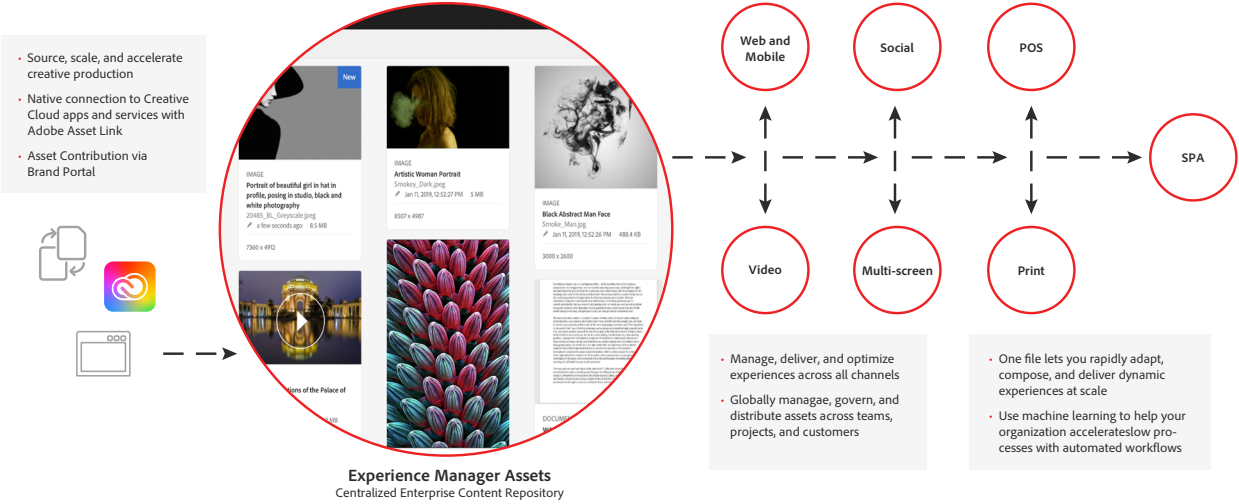 • Source, scale, and accelerate
creative production
• Native connection to Creative
Cloud apps and services with
Adobe Asset Link
• Asset Contribution via
Brand Portal
New
IMAGE
Portrait of beautiful girl in hat in
profile, posing in studio, black and
white photography
20485_BL_Greyscale.jpeg
a few seconds ago 8.5 MB
7360 x 4912
tions of the Palace of
MB
IMAGE
Artistic Woman Portrait
Smokey_Dark.jpeg
Jan 11, 2019, 12:52:27 PM 5 MB
6507 x 4987
IMAGE
Black Abstract Man Face
Smoke_Man.jpg
Jan 11, 2019, 12:52:26 PM 486.4 KB
3000 x 2600
DOCUMEN
Experience Manager Assets
Centralized Enterprise Content Repository
Web and
Mobile
Social
POS
SPA
Video
Multi-screen
Print
• Manage, deliver, and optimize
experiences across all channels
• Globally managae, govern, and
distribute assets across teams,
projects, and customers
• One file lets you rapidly adapt,
compose, and deliver dynamic
experiences at scale
• Use machine learning to help your
organization accelerateslow pro-
cesses with automated workflows